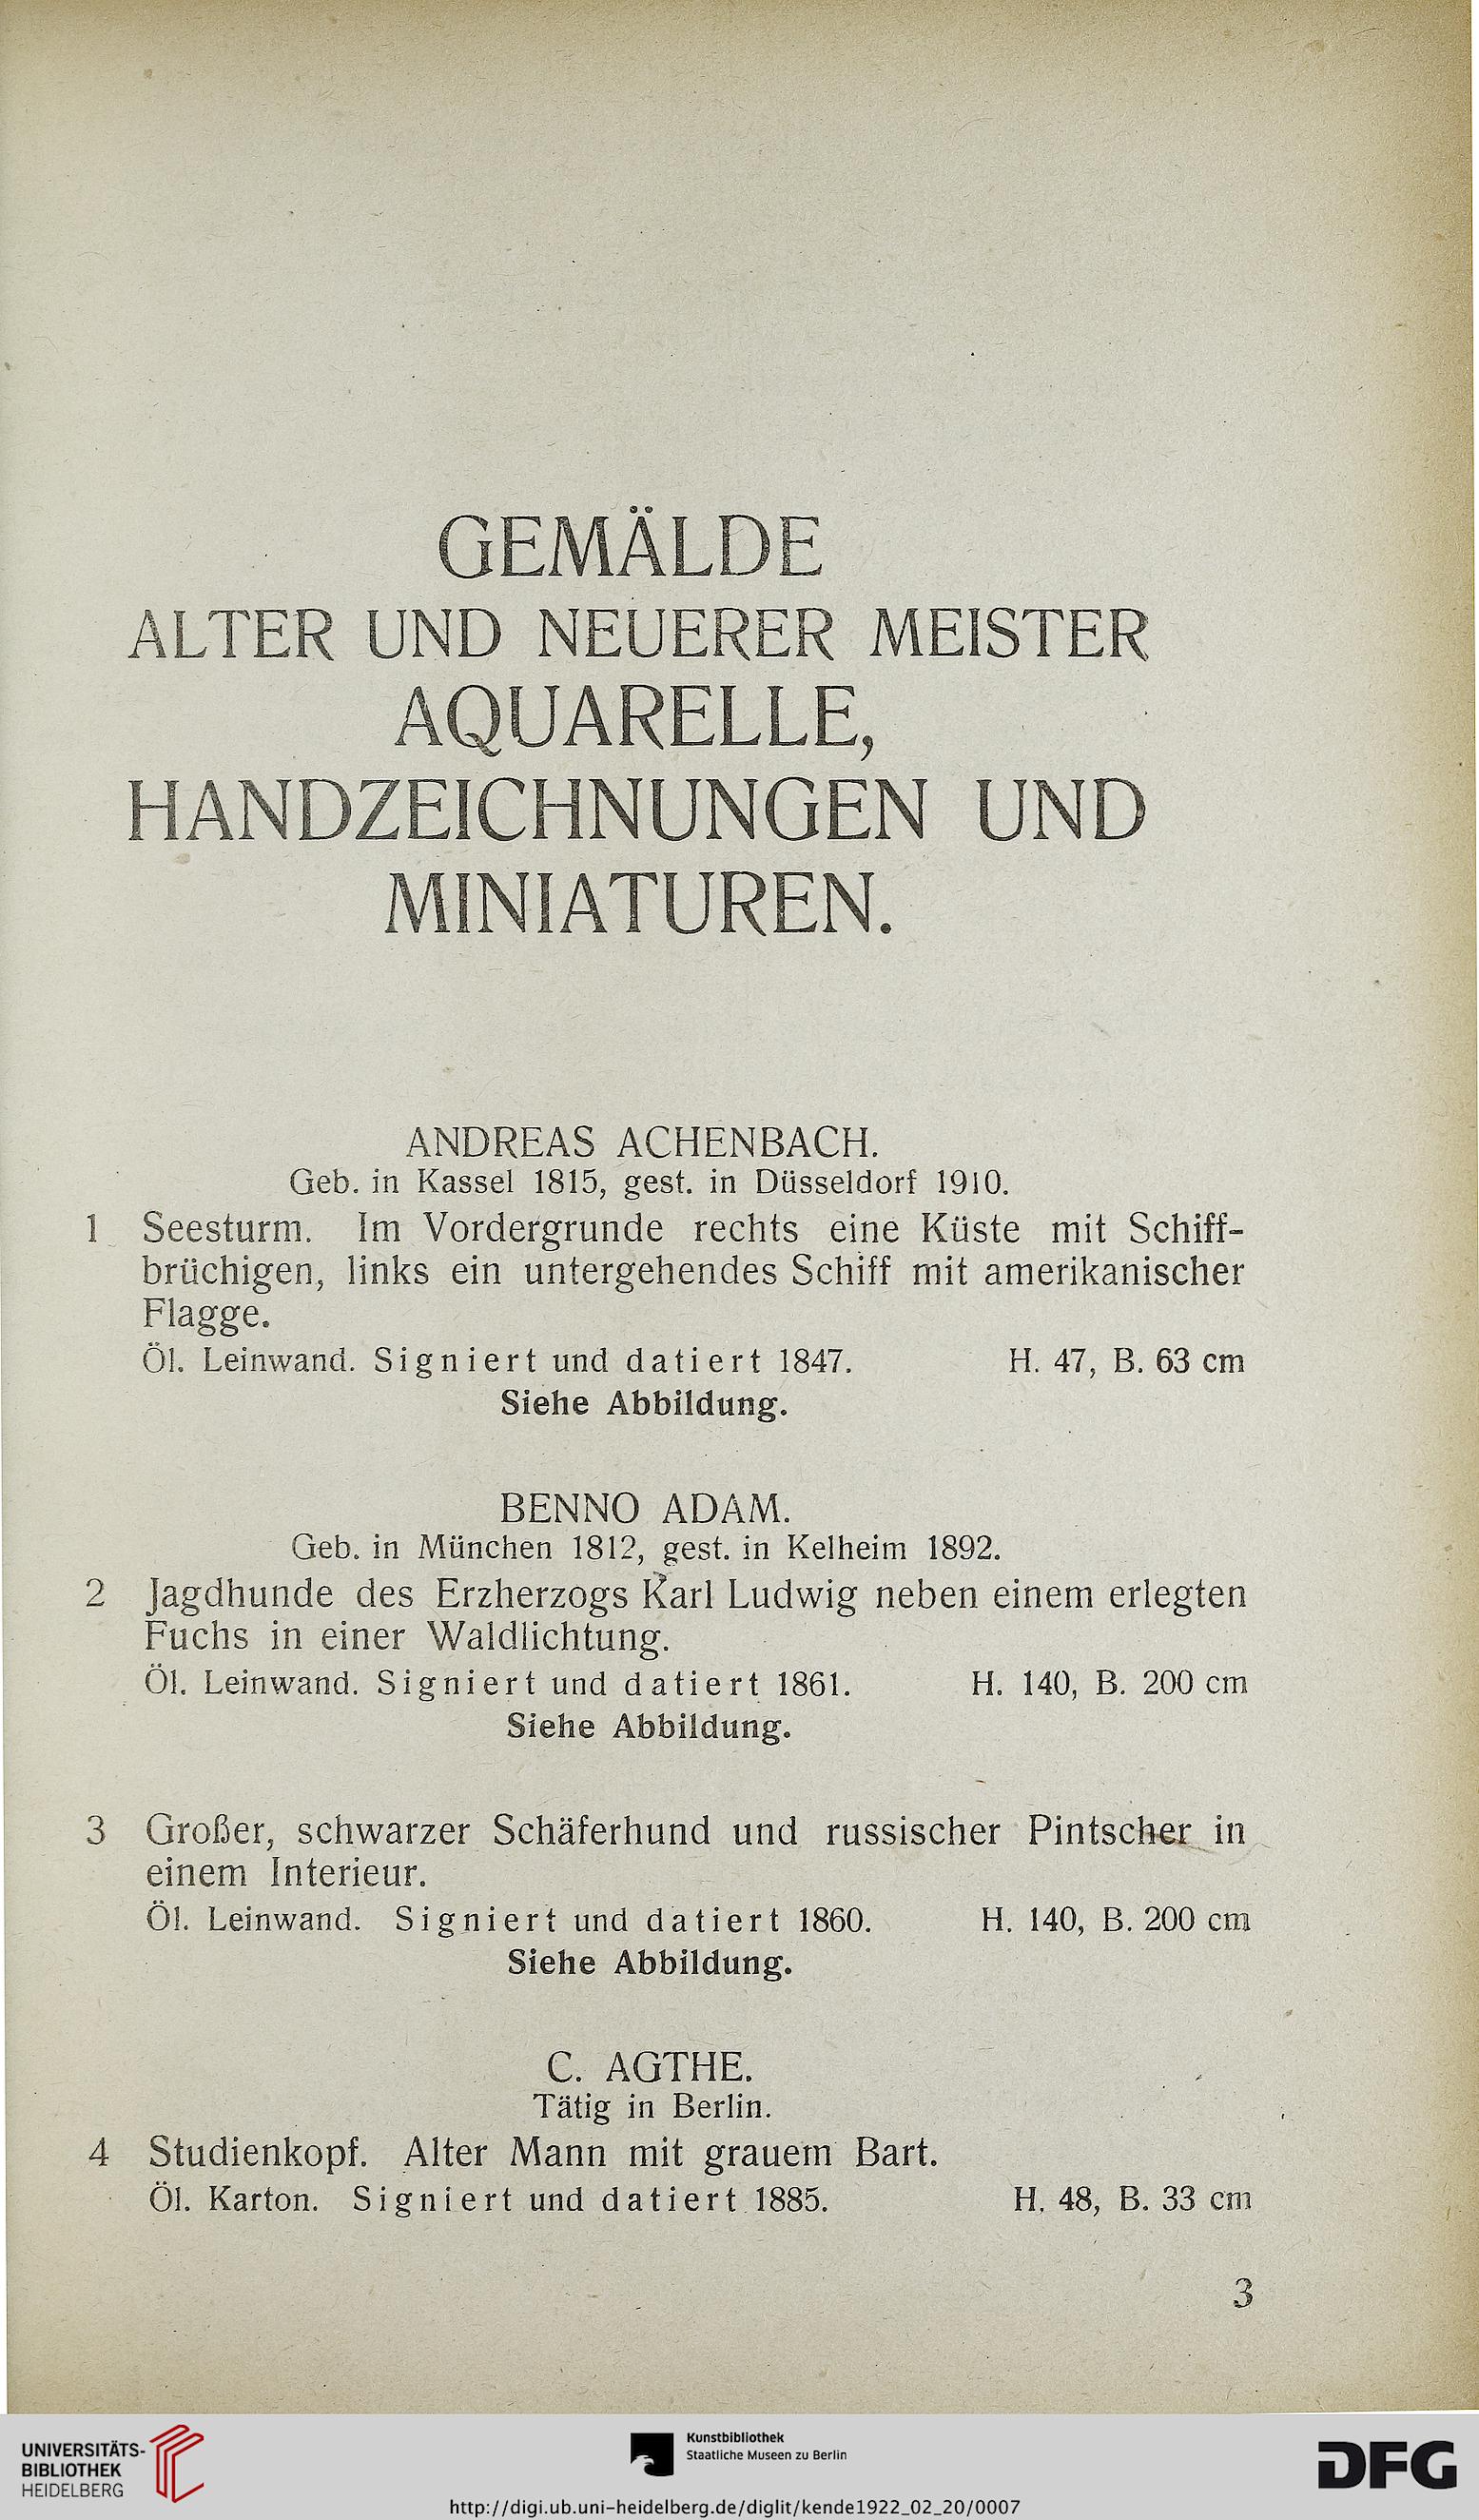 GEMÄLDE
ALTER UND NEUERER MEISTER
AQUARELLE,
HANDZEICHNUNGEN UND
MINIATUREN.
ANDREAS ACHENBACH.
Geb. in Kassel 1815, gest. in Düsseldorf 1910.
1 Seesturm. Im Vordergrunde rechts eine Küste mit Schiff-
brüchigen, links ein untergehendes Schiff mit amerikanischer
Flagge.
Öl. Leinwand. Signiert und datiert 1847. H. 47, B. 63 cm
Siehe Abbildung.
BENNO ADAM.
Geb. in München 1812, gest. in Kelheim 1892.
2 Jagdhunde des Erzherzogs Karl Ludwig neben einem erlegten
Fuchs in einer Waldlichtung.
Öl. Leinwand. Signiert und datiert 1861. H. 140, B. 200 cm
Siehe Abbildung.
3 Großer, schwarzer Schäferhund und russischer Pintscher in
einem Interieur.
Öl. Leinwand. Signiert und datiert 1860. H. 140, B. 200 cm
Siehe Abbildung.
C. AGTHE.
Tätig in Berlin.
4 Studienkopf. Alter Mann mit grauem Bart.
Öl. Karton. Signiert und datiert 1885. H. 48, B. 33 cm
3
UNIVERSITÄTS-
BIBLIOTHEK
HEIDELBERG
Kunstbibliothek
Staatliche Museen zu Berlin
http://digi.ub.uni-heidelberg.de/diglit/kende1922_02_20/0007
DFG